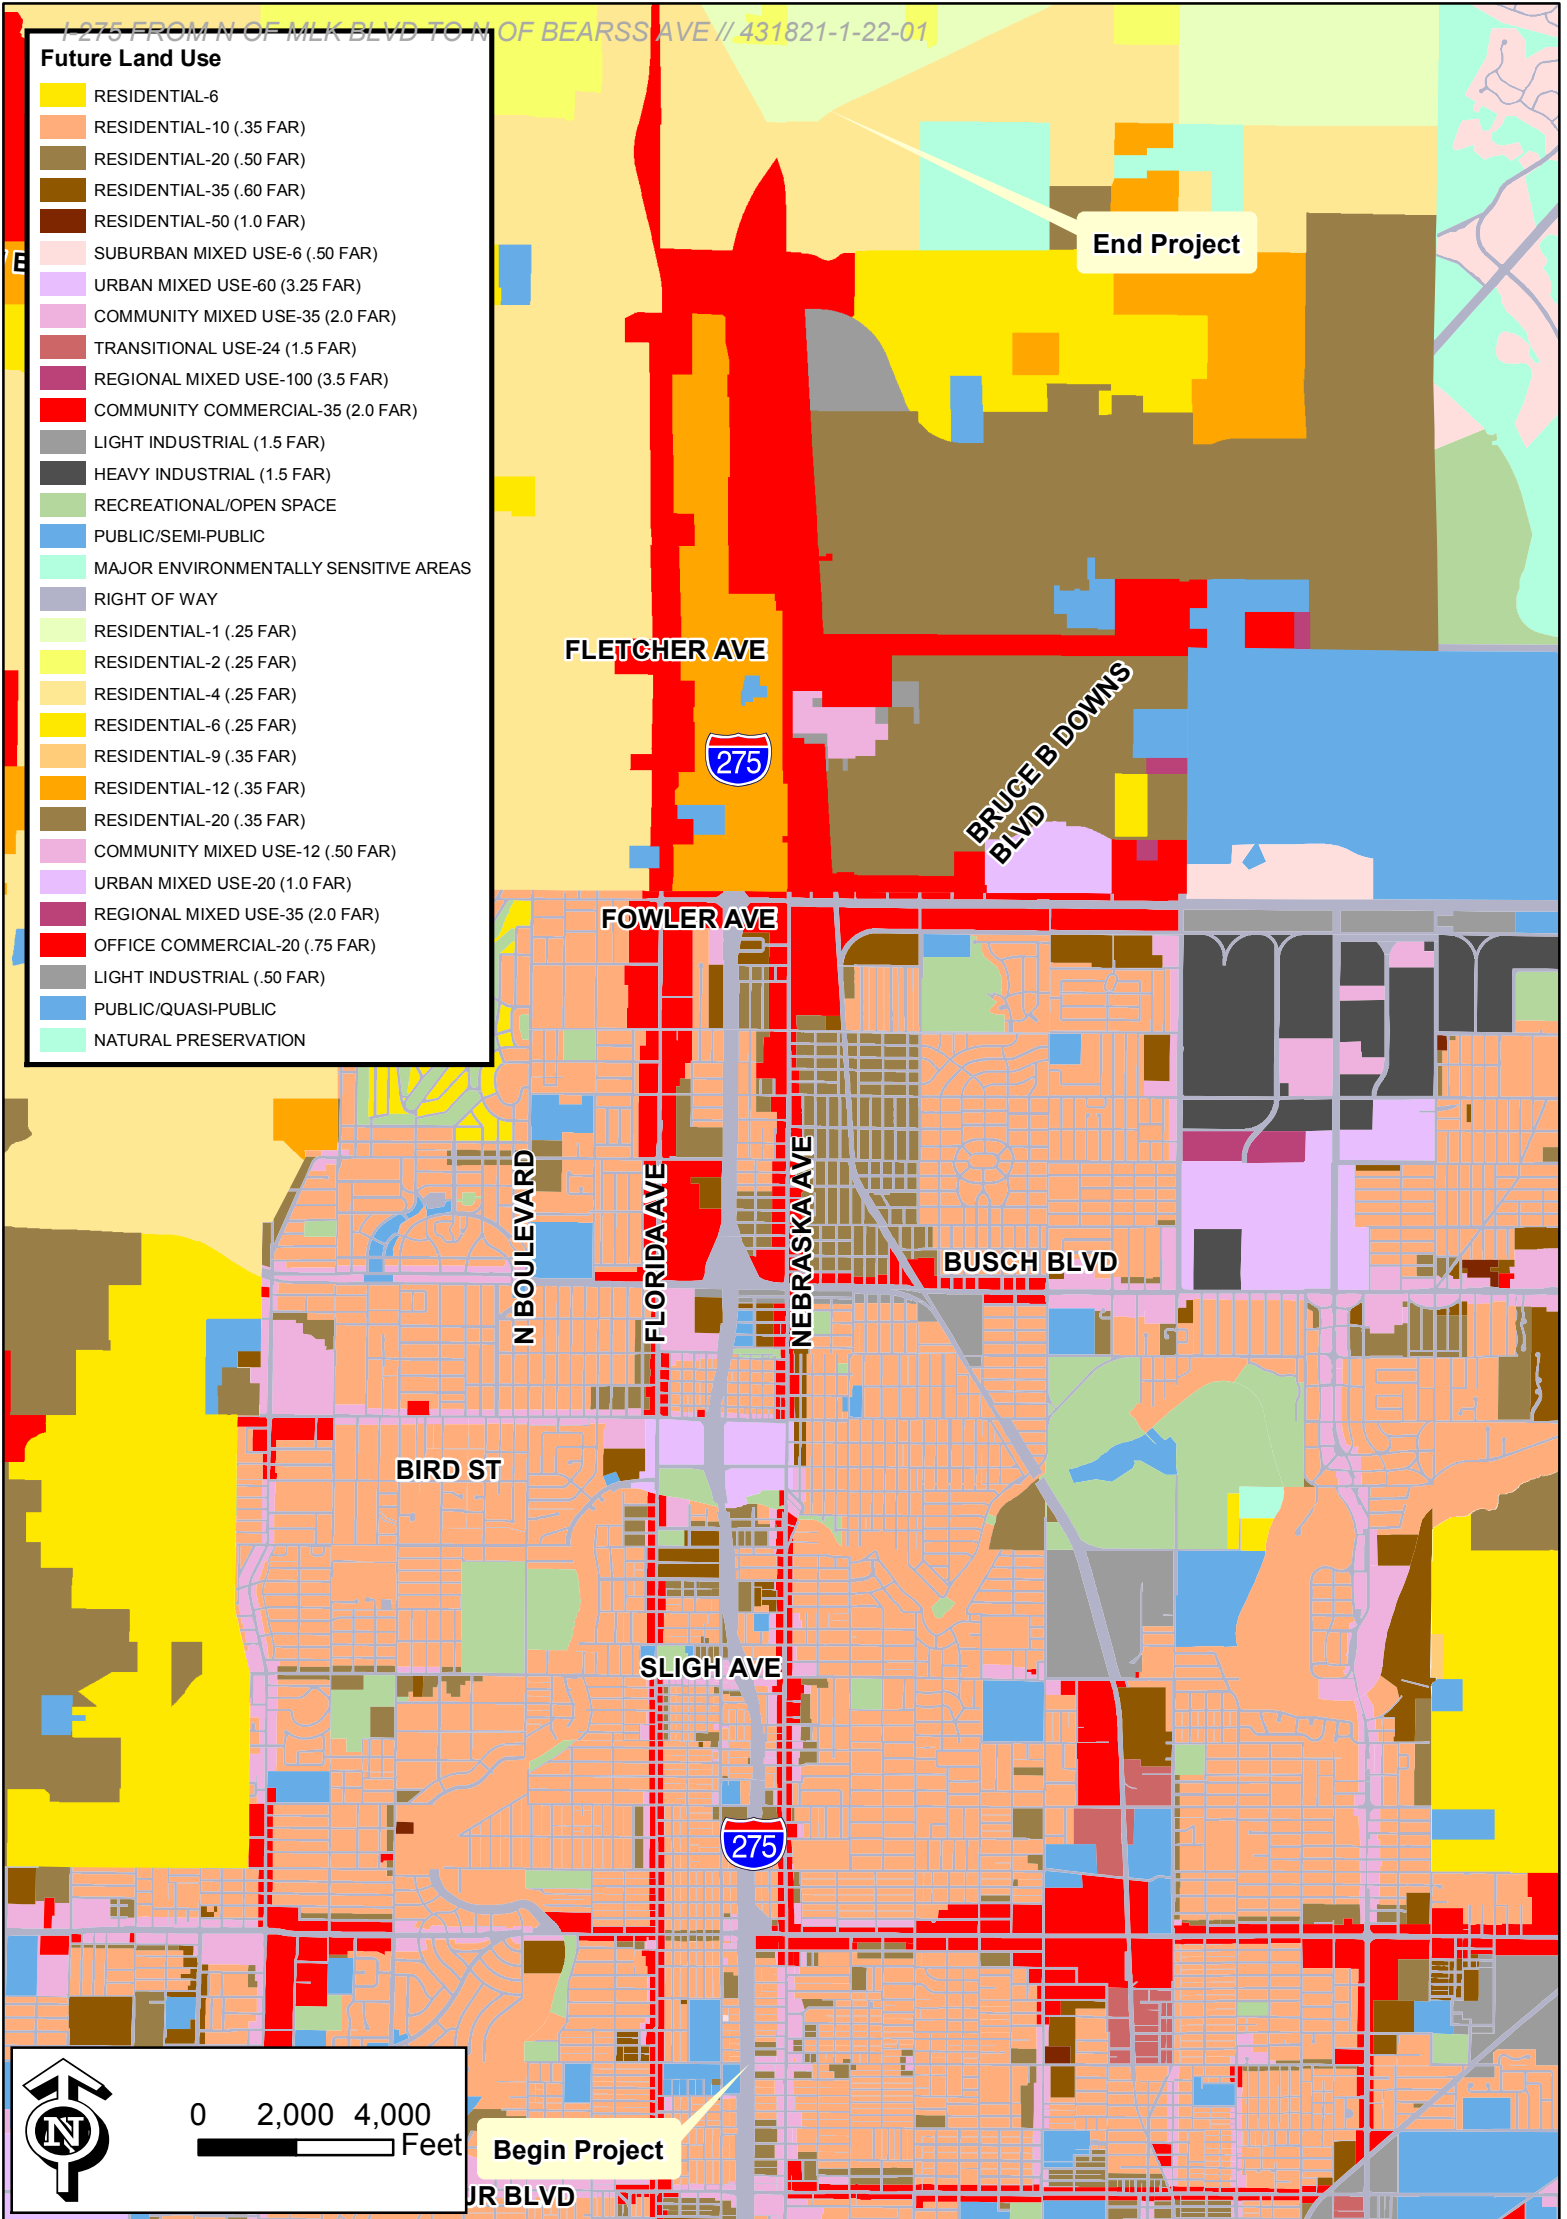 I-275 FROM N OF MLK BLVD TO N OF BEARSS AVE // 431821-1-22-01
Future Land Use
RESIDENTIAL-6
RESIDENTIAL-10 (.35 FAR)
RESIDENTIAL-20 (.50 FAR)
RESIDENTIAL-35 (.60 FAR)
RESIDENTIAL-50 (1.0 FAR)
SUBURBAN MIXED USE-6 (.50 FAR)
URBAN MIXED USE-60 (3.25 FAR)
COMMUNITY MIXED USE-35 (2.0 FAR)
TRANSITIONAL USE-24 (1.5 FAR)
REGIONAL MIXED USE-100 (3.5 FAR)
COMMUNITY COMMERCIAL-35 (2.0 FAR)
LIGHT INDUSTRIAL (1.5 FAR)
HEAVY INDUSTRIAL (1.5 FAR)
RECREATIONAL/OPEN SPACE
PUBLIC/SEMI-PUBLIC
MAJOR ENVIRONMENTALLY SENSITIVE AREAS
RIGHT OF WAY
RESIDENTIAL-1 (.25 FAR)
RESIDENTIAL-2 (.25 FAR)
RESIDENTIAL-4 (.25 FAR)
RESIDENTIAL-6 (.25 FAR)
RESIDENTIAL-9 (.35 FAR)
RESIDENTIAL-12 (.35 FAR)
RESIDENTIAL-20 (.35 FAR)
COMMUNITY MIXED USE-12 (.50 FAR)
URBAN MIXED USE-20 (1.0 FAR)
REGIONAL MIXED USE-35 (2.0 FAR)
OFFICE COMMERCIAL-20 (.75 FAR)
LIGHT INDUSTRIAL (.50 FAR)
PUBLIC/QUASI-PUBLIC
NATURAL PRESERVATION
End Project
FLETCHER AVE
275
BRUCE B DOWNS
BLVD
FOWLER AVE
N BOULEVARD
FLORIDA AVE
NEBRASKA AVE
BUSCH BLVD
BIRD ST
SLIGH AVE
275
N
0 2,000 4,000
Feet
Begin Project
JR BLVD